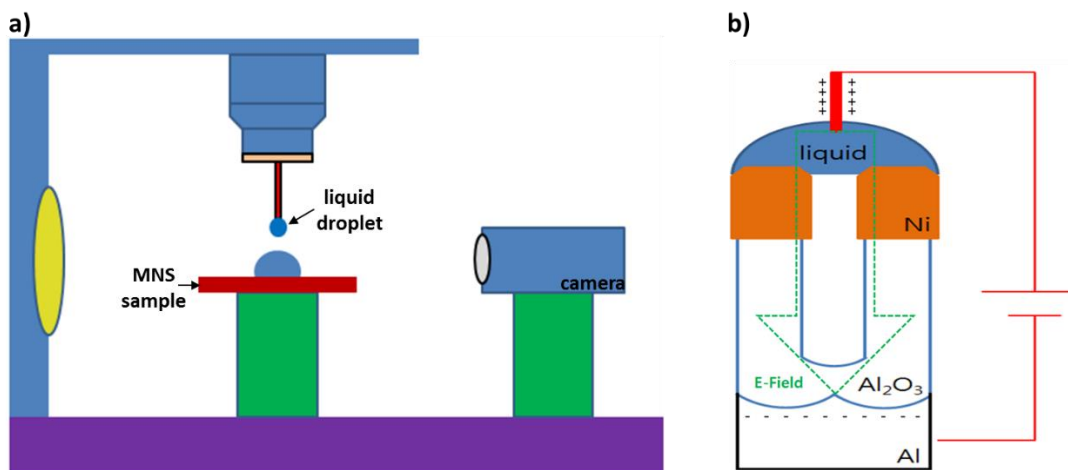 a)
liquid
droplet
MNS
sample
camera
b)
+ +
+ +
+ +
+ +
liquid
Ni
E-Field
Al₂O₃
- - - - - - - - - - -
Al